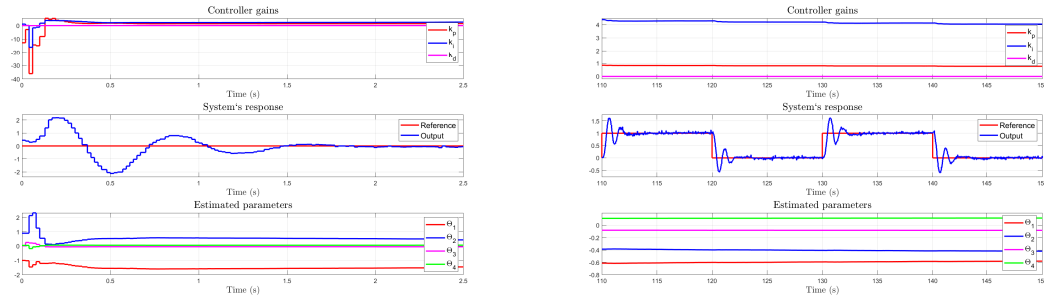 Controller gains
0
-10
-20
-30
-40
k_p
k_i
k_d
0 0.5 1 1.5 2 2.5
Time (s)
System's response
2
1
0
-1
-2
Reference
Output
0 0.5 1 1.5 2 2.5
Time (s)
Estimated parameters
2
1
0
-1
-2
Θ_1
Θ_2
Θ_3
Θ_4
0 0.5 1 1.5 2 2.5
Time (s)
Controller gains
4
3
2
1
0
k_p
k_i
k_d
110 115 120 125 130 135 140 145 150
Time (s)
System's response
1.5
1
0.5
0
-0.5
Reference
Output
110 115 120 125 130 135 140 145 15
Time (s)
Estimated parameters
0
-0.2
-0.4
-0.6
-0.8
Θ_1
Θ_2
Θ_3
Θ_4
110 115 120 125 130 135 140 145 15
Time (s)